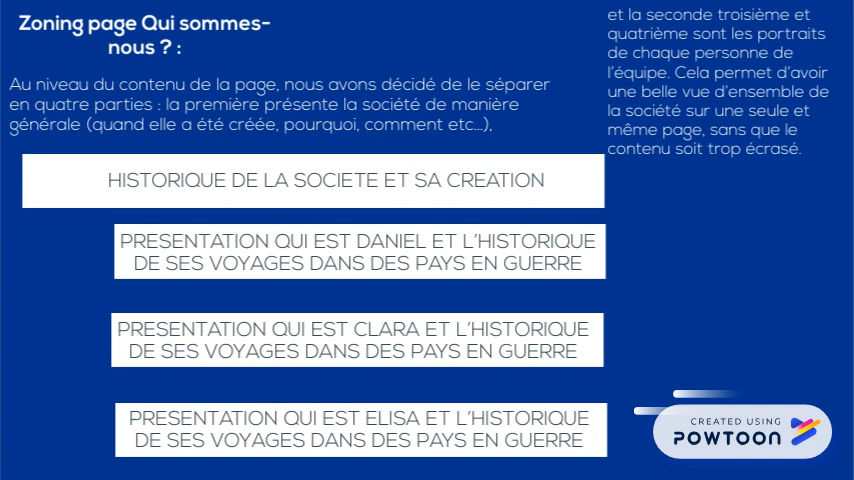 Zoning page Qui sommes-
nous ? :
Au niveau du contenu de la page, nous avons décidé de le séparer
en quatre parties : la première présente la société de manière
générale (quand elle a été créée, pourquoi, comment etc...),
et la seconde troisième et
quatrième sont les portraits
de chaque personne de
l'équipe. Cela permet d'avoir
une belle vue d'ensemble de
la société sur une seule et
même page, sans que le
contenu soit trop écrasé.
HISTORIQUE DE LA SOCIETE ET SA CREATION
PRESENTATION QUI EST DANIEL ET L'HISTORIQUE
DE SES VOYAGES DANS DES PAYS EN GUERRE
PRESENTATION QUI EST CLARA ET L'HISTORIQUE
DE SES VOYAGES DANS DES PAYS EN GUERRE
PRESENTATION QUI EST ELISA ET L'HISTORIQUE
DE SES VOYAGES DANS DES PAYS EN GUERRE
CREATED USING
POWTOON